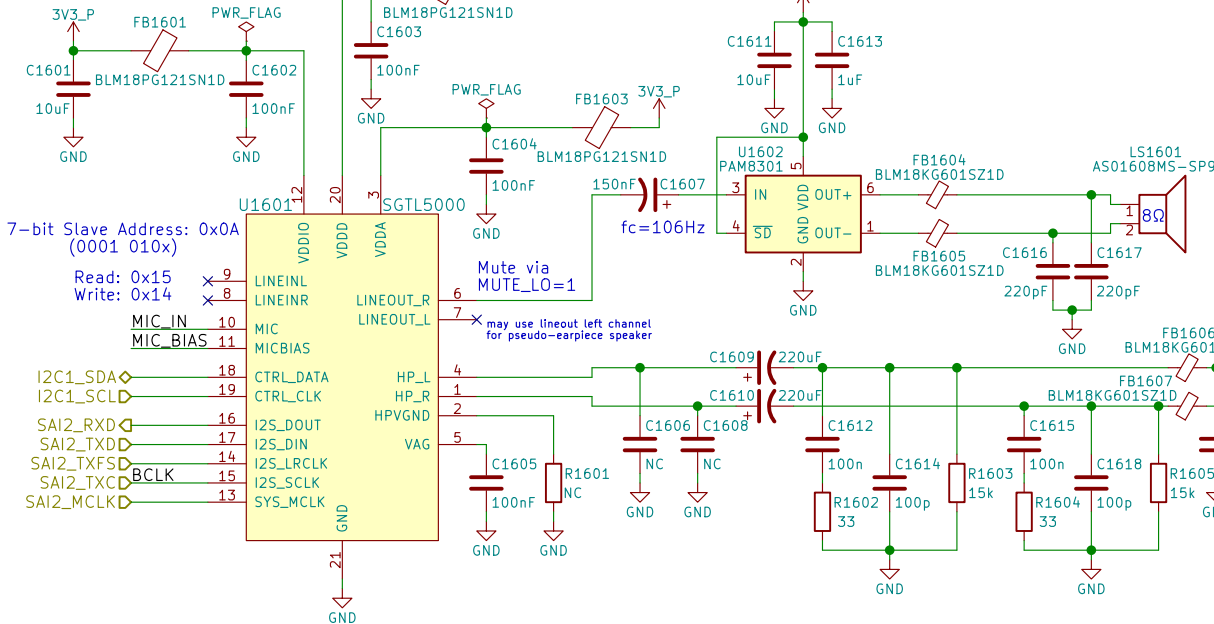 3V3_P
FB1601
PWR_FLAG
C1601
10uF
BLM18PG121SN1D
C1602
100nF
GND
GND
BLM18PG121SN1D
C1603
100nF
GND
PWR_FLAG
FB1603
3V3_P
C1604
100nF
BLM18PG121SN1D
GND
C1611
10uF
C1613
1uF
GND
GND
U1602
PAM8301
5
VDD
3
IN
4
SD
OUT+
6
OUT-
1
GND
2
GND
150nF
C1607
+
fc=106Hz
FB1604
BLM18KG601SZ1D
FB1605
BLM18KG601SZ1D
LS1601
AS01608MS-SP9
1
2
8Ω
C1616
220pF
C1617
220pF
GND
U1601
SGTL5000
12
20
3
VDDIO
VDDD
VDDA
7-bit Slave Address: 0x0A
(0001 010x)
Read: 0x15
Write: 0x14
9
LINEINL
8
LINEINR
MIC_IN
10
MIC
MIC_BIAS
11
MICBIAS
I2C1_SDA
18
CTRL_DATA
I2C1_SCL
19
CTRL_CLK
SAI2_RXD
16
I2S_DOUT
SAI2_TXD
17
I2S_DIN
SAI2_TXFS
14
I2S_LRCLK
SAI2_TXC
BCLK
15
I2S_SCLK
SAI2_MCLK
13
SYS_MCLK
GND
21
GND
LINEOUT_R
6
LINEOUT_L
7
HP_L
4
HP_R
1
HPVGND
2
VAG
5
Mute via
MUTE_LO=1
may use lineout left channel
for pseudo-earpiece speaker
C1605
100nF
GND
R1601
NC
GND
C1609
220uF
+
C1610
220uF
+
C1606
NC
GND
C1608
NC
GND
C1612
100n
R1602
33
C1614
100p
R1603
15k
GND
C1615
100n
R1604
33
C1618
100p
R1605
15k
GND
FB1606
BLM18KG601
FB1607
BLM18KG601SZ1D